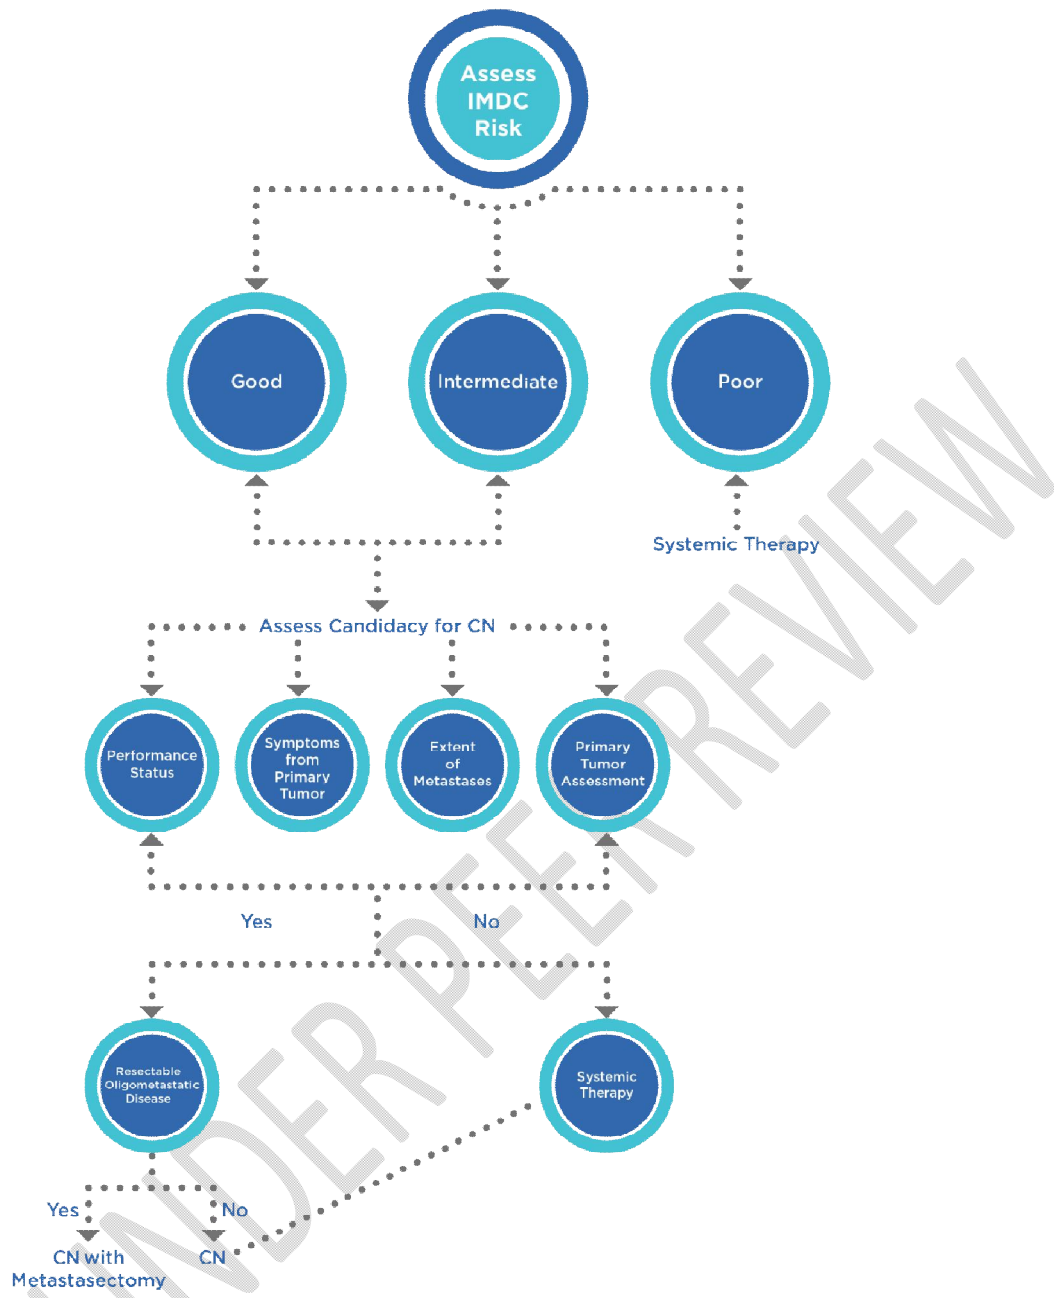 Assess
IMDC
Risk
Good
Intermediate
Poor
Systemic Therapy
Assess Candidacy for CN
Performance
Status
Symptoms
from
Primary
Tumor
Extent
of
Metastases
Primary
Tumor
Assessment
Yes
No
Resectable
Oligometastatic
Disease
Systemic
Therapy
Yes
No
CN with
Metastasectomy
CN
UNDER PEER REVIEW